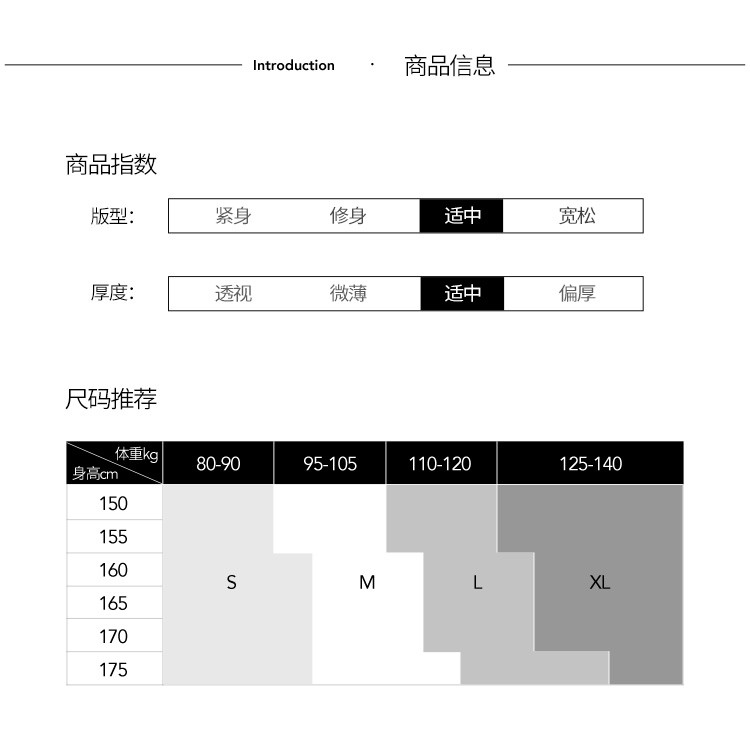 Introduction · 商品信息
商品指数
版型： 紧身 修身 适中 宽松
厚度： 透视 微薄 适中 偏厚
尺码推荐
体重kg 身高cm 80-90 95-105 110-120 125-140
150
155
160
S M L XL
165
170
175